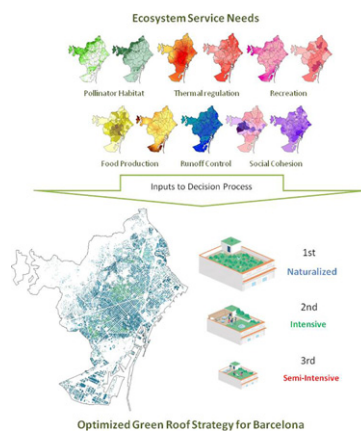 Ecosystem Service Needs
Pollinator Habitat
Thermal regulation
Recreation
Food Production
Runoff Control
Social Cohesion
Inputs to Decision Process
1st
Naturalized
2nd
Intensive
3rd
Semi-Intensive
Optimized Green Roof Strategy for Barcelona